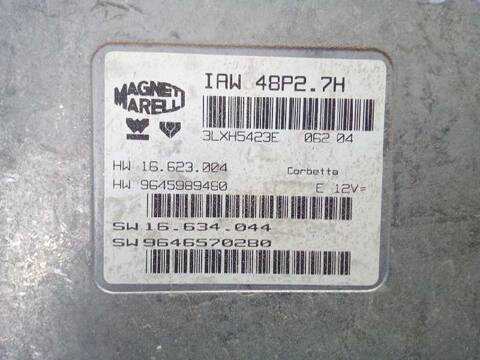 MAGNETI
MARELLI
IAW 48P2.7H
3LXH5423E 062 04
HW 16.623.004 Corbetta
HW 9645989480 E 12V=
SW 16.634.044
SW 9646570280